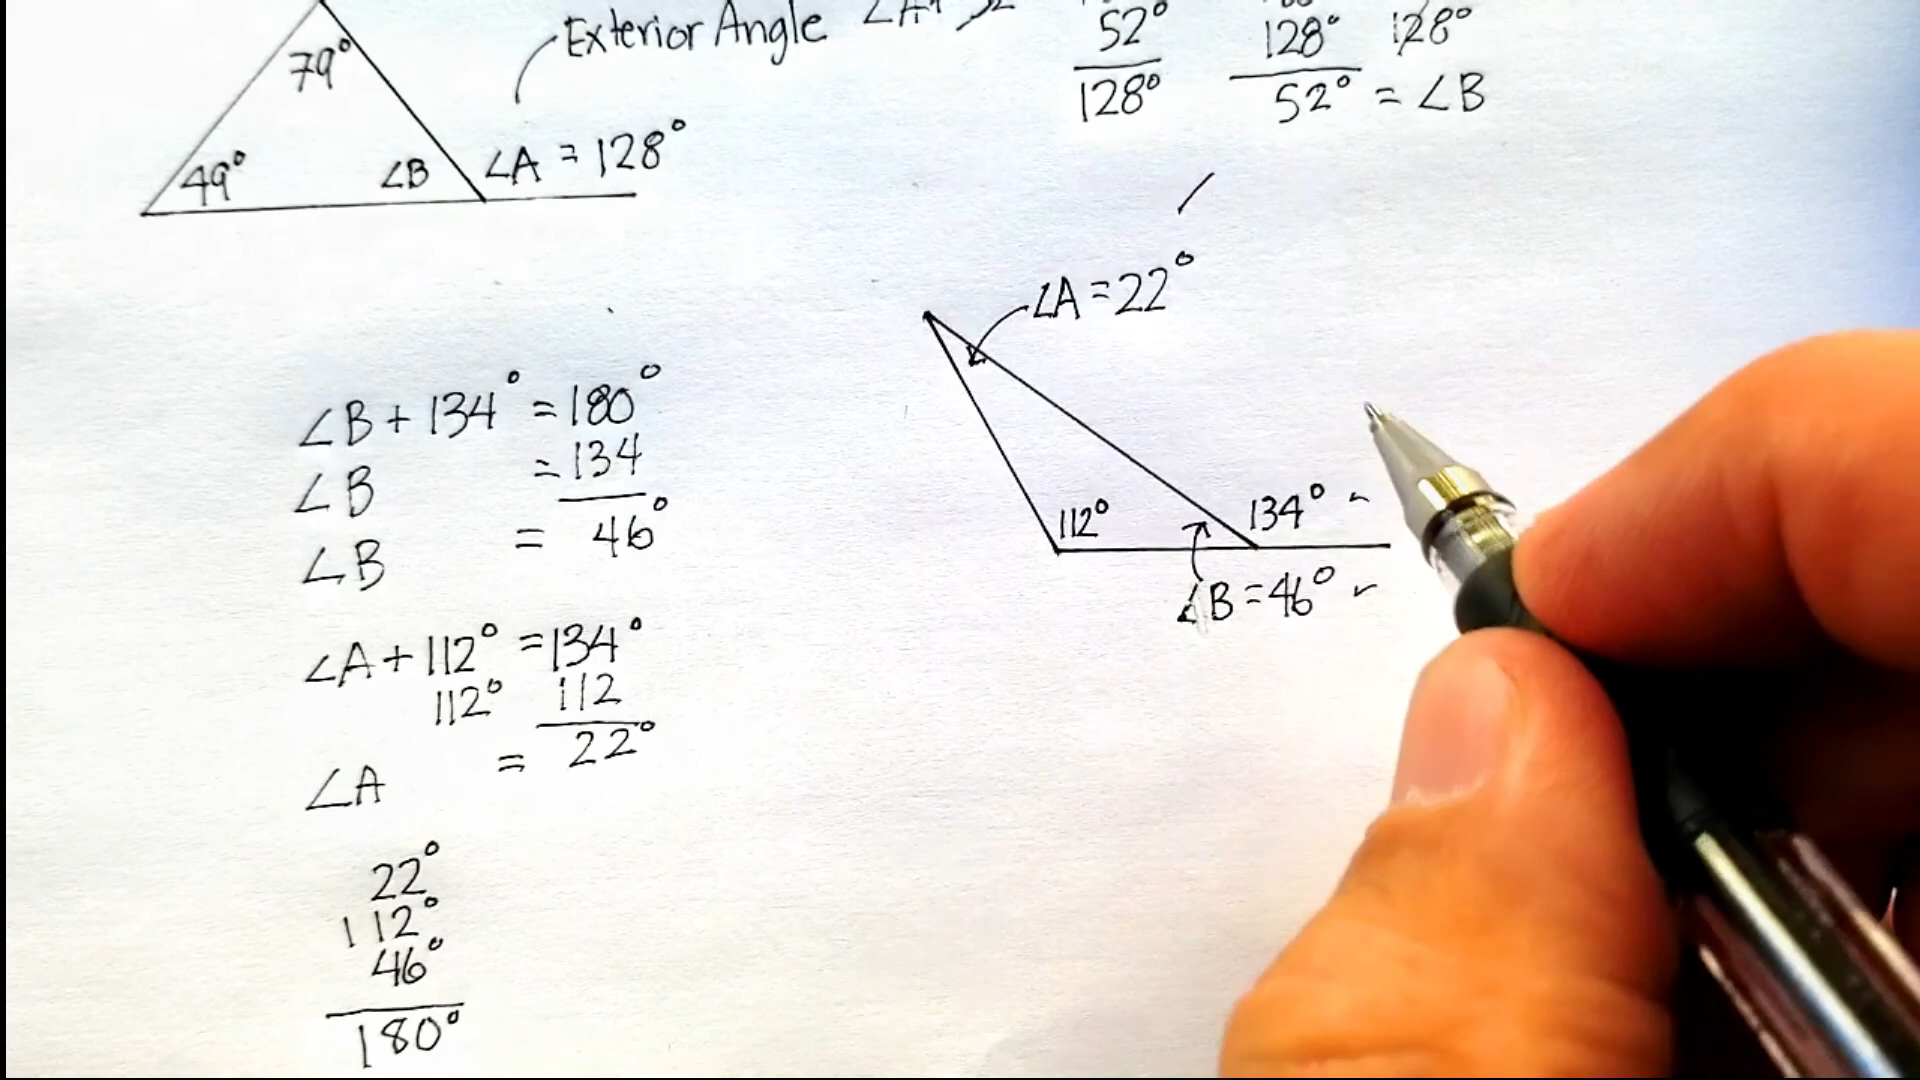 79°
Exterior Angle
49° ∠B ∠A = 128°
52°
128°
128° 128°
52° = ∠B
∠A = 22°
112° 134°
∠B = 46°
∠B + 134° = 180°
∠B = 134
∠B = 46°
∠A + 112° = 134°
112° 112
∠A = 22°
22°
112°
46°
180°